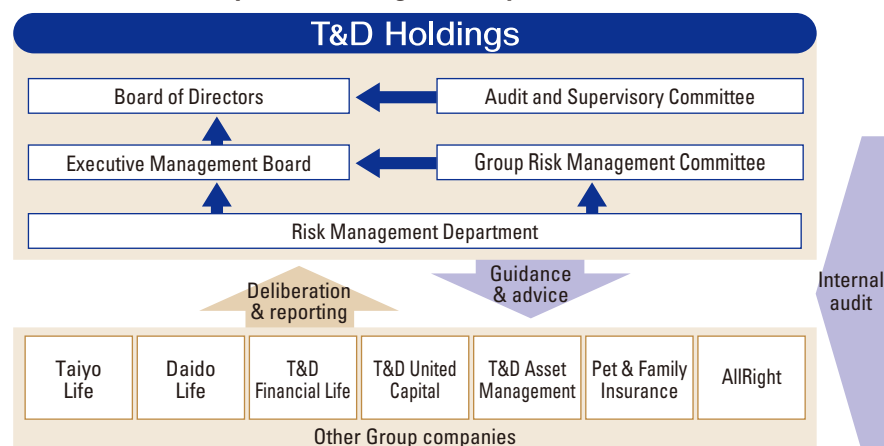 T&D Holdings
Board of Directors
Audit and Supervisory Committee
Executive Management Board
Group Risk Management Committee
Risk Management Department
Deliberation
& reporting
Guidance
& advice
Internal
audit
Taiyo
Life
Daido
Life
T&D
Financial Life
T&D United
Capital
T&D Asset
Management
Pet & Family
Insurance
AllRight
Other Group companies